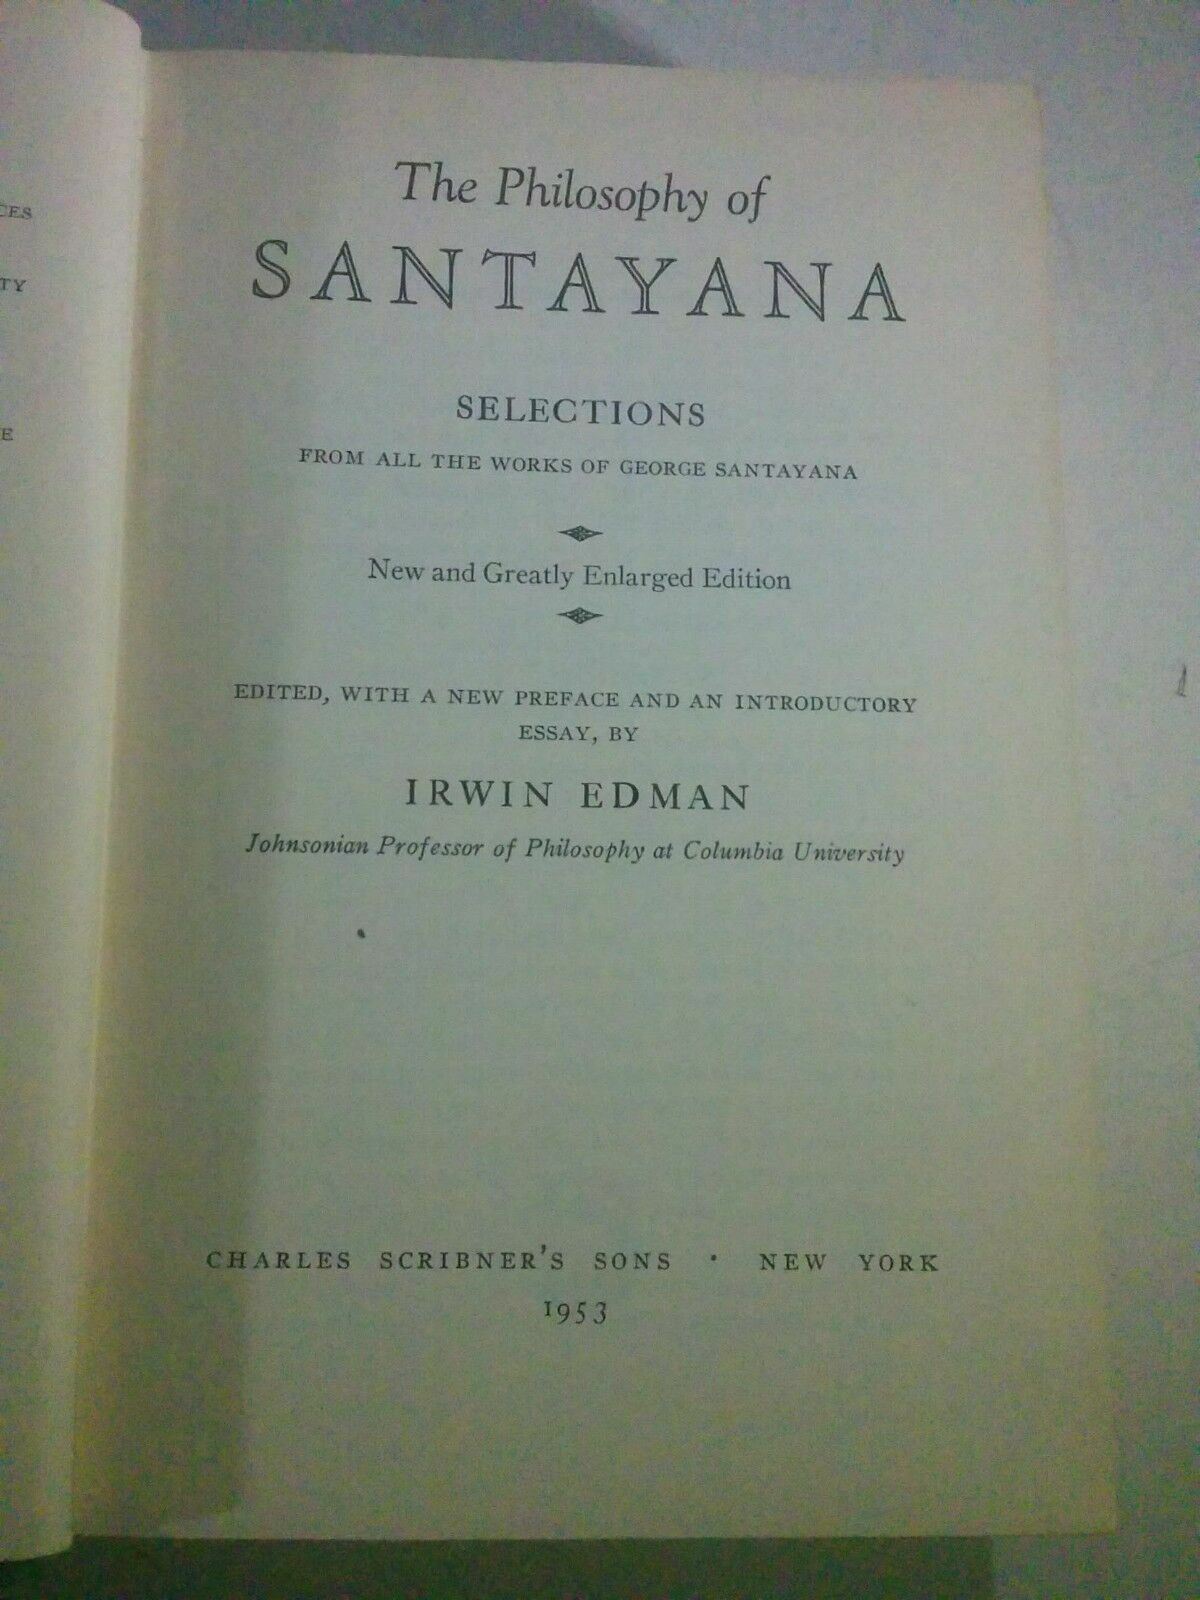 CES
TY
E
The Philosophy of
SANTAYANA
SELECTIONS
FROM ALL THE WORKS OF GEORGE SANTAYANA
New and Greatly Enlarged Edition
EDITED, WITH A NEW PREFACE AND AN INTRODUCTORY
ESSAY, BY
IRWIN EDMAN
Johnsonian Professor of Philosophy at Columbia University
CHARLES SCRIBNER'S SONS · NEW YORK
1953